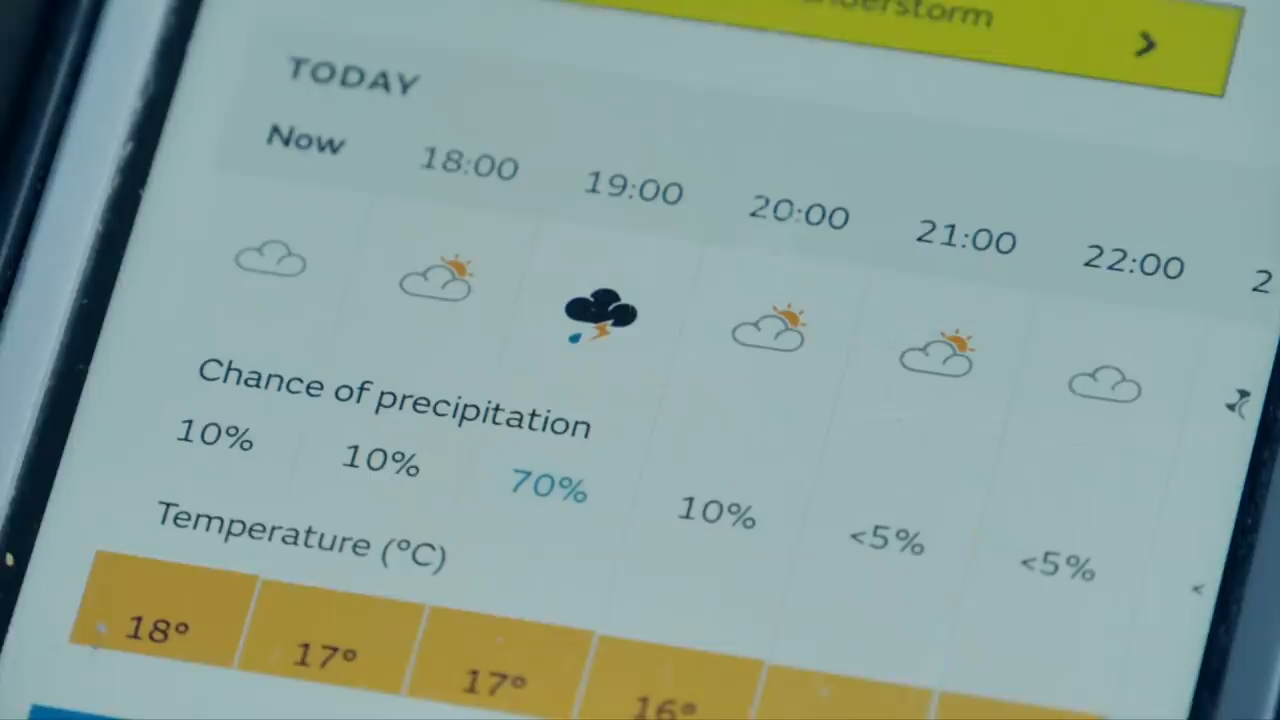 TODAY
Now 18:00 19:00 20:00 21:00 22:00
Chance of precipitation
10% 10% 70% 10% <5% <5% <
Temperature (°C)
18° 17° 17° 16°